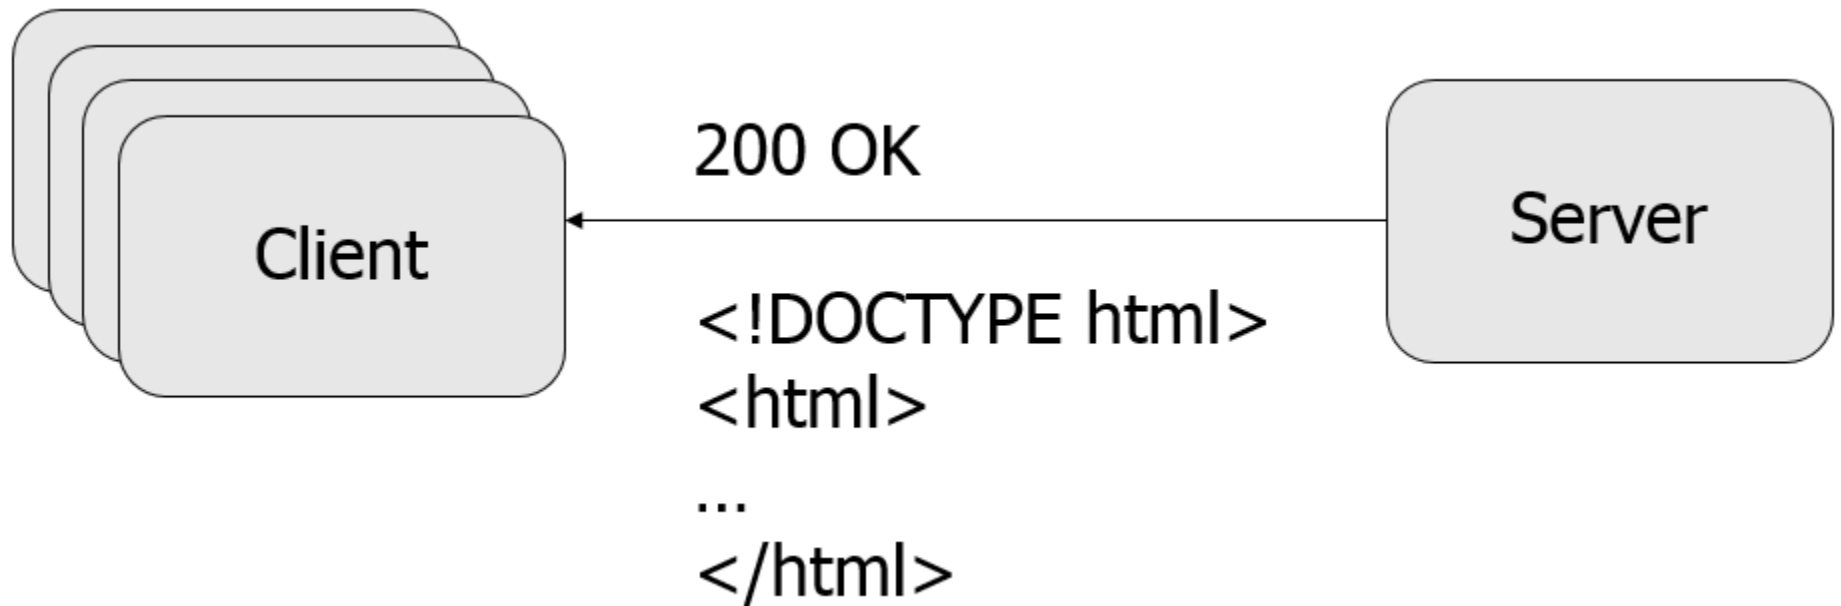 200 OK
Client
Server
<!DOCTYPE html>
<html>
...
</html>